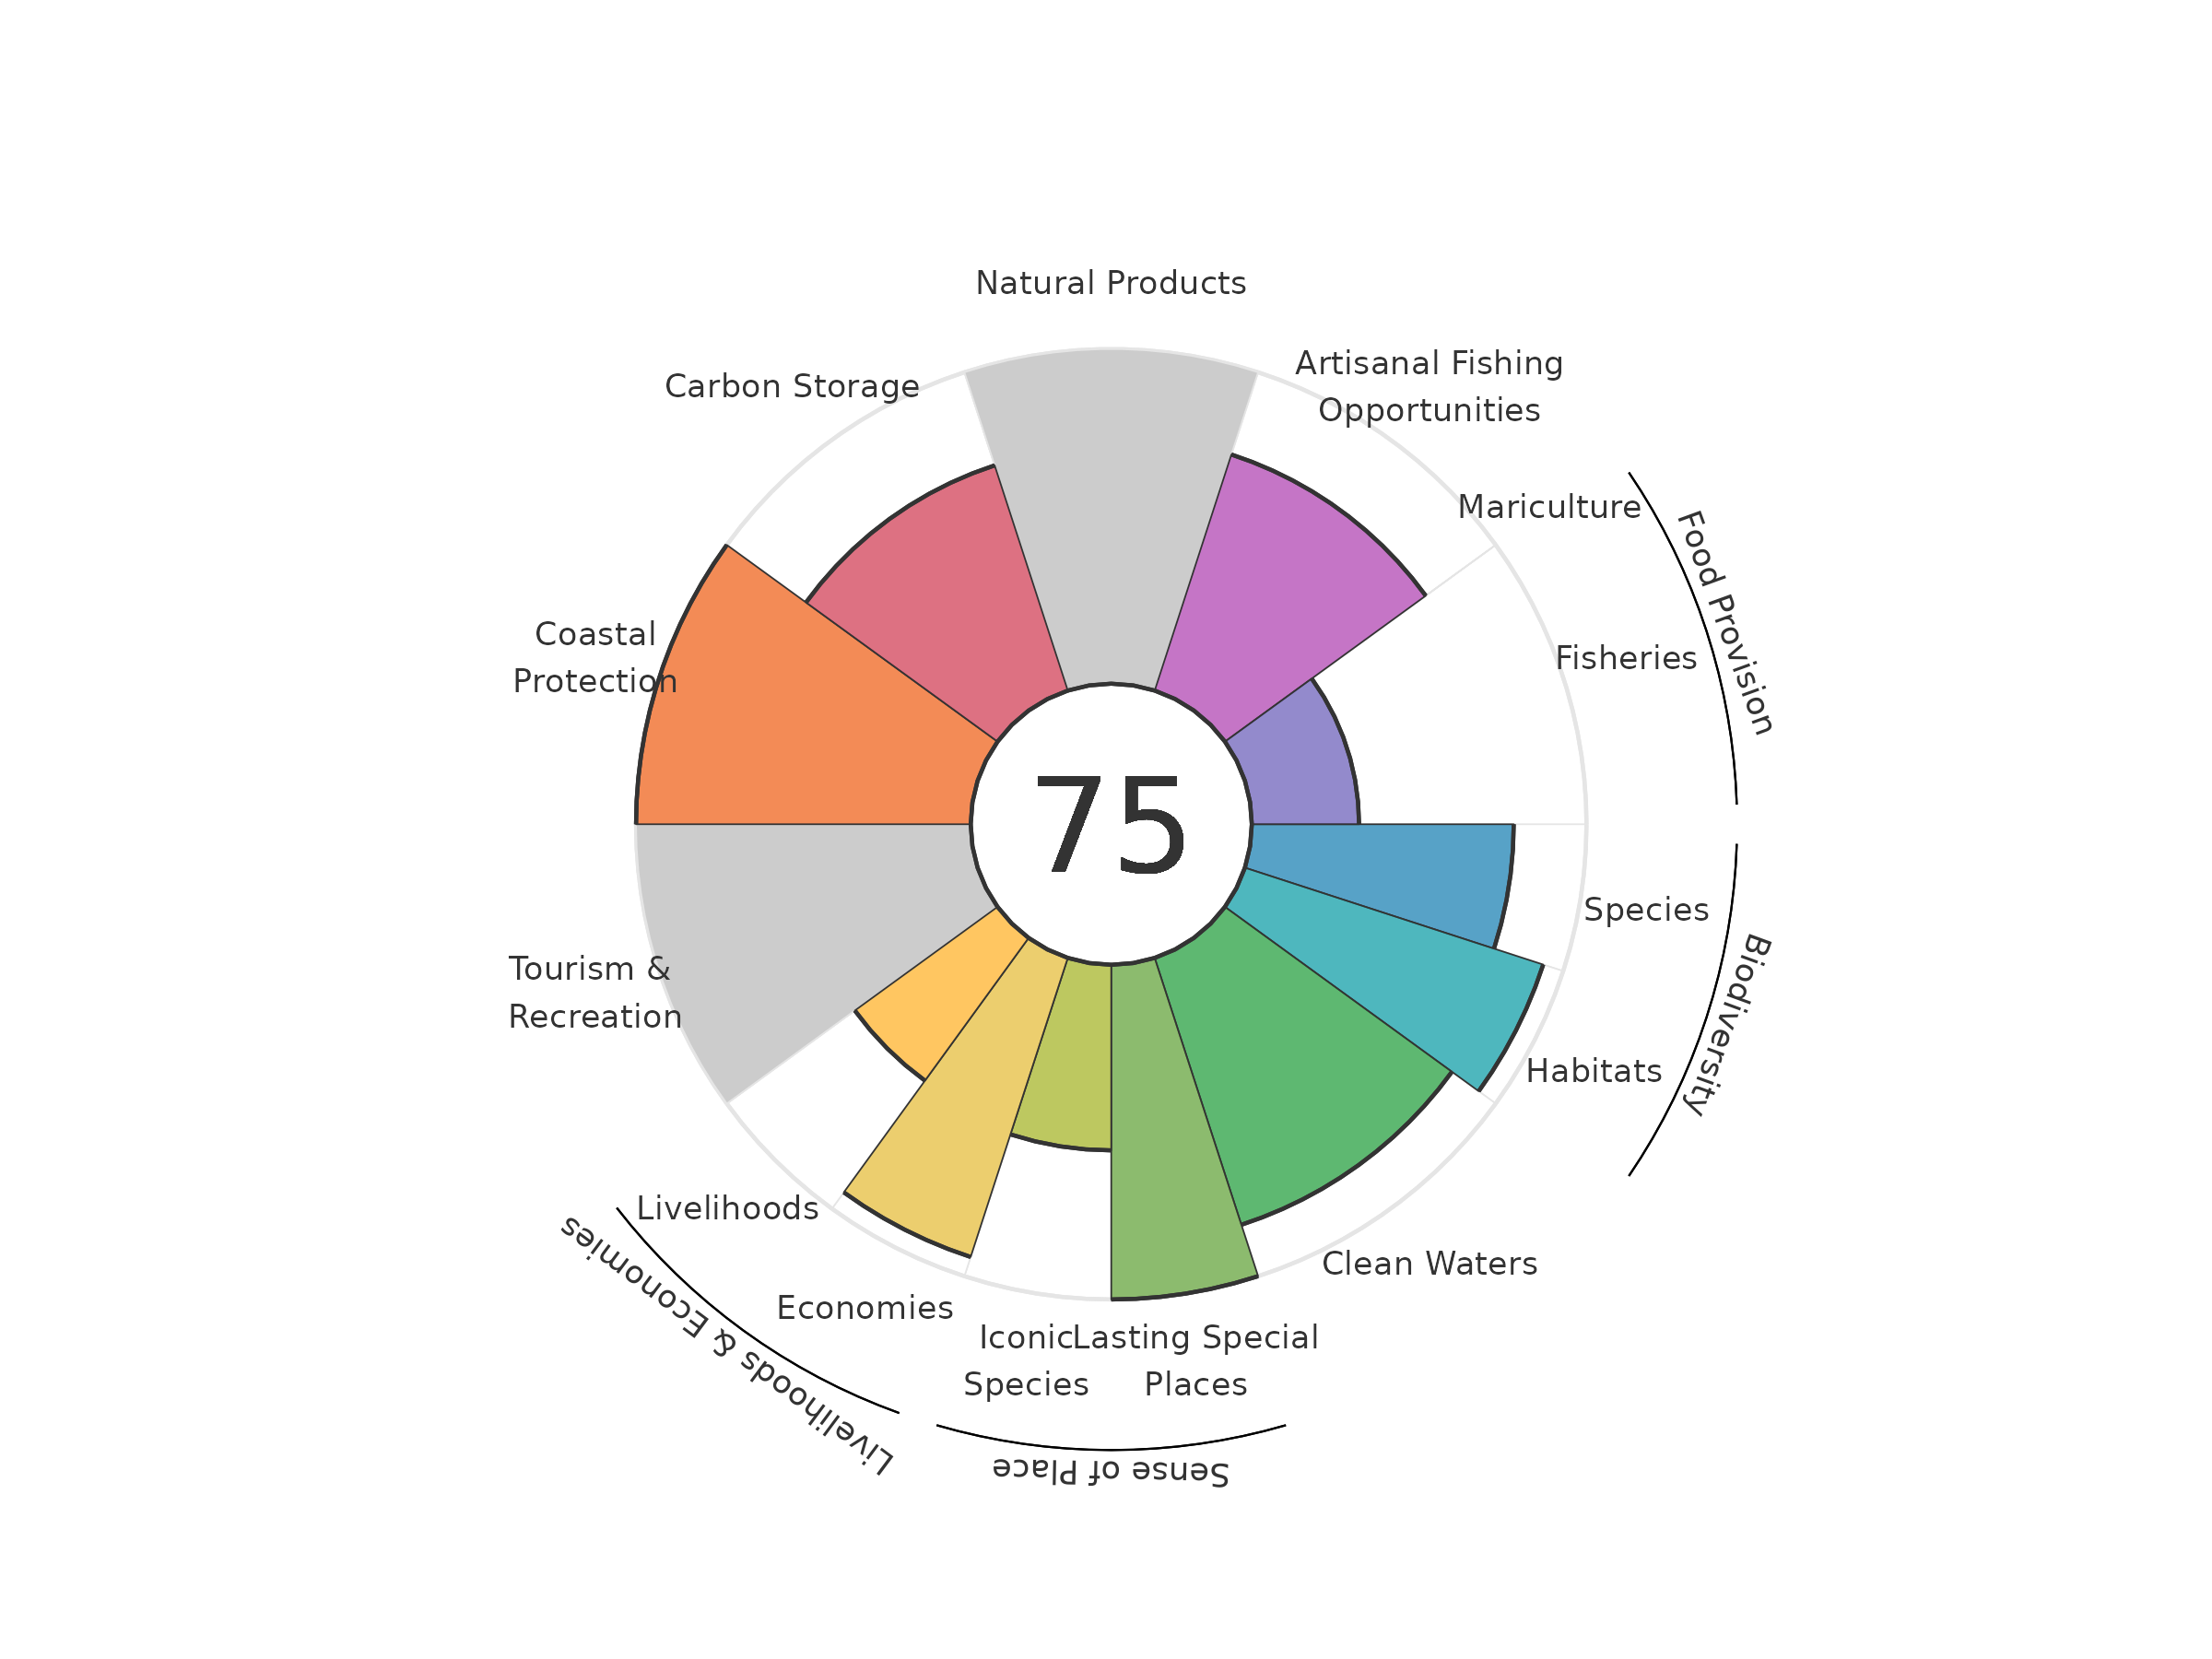 Natural Products
Artisanal Fishing
Opportunities
Carbon Storage
Mariculture
Food Provision
Fisheries
Coastal
Protection
75
Species
Biodiversity
Tourism &
Recreation
Habitats
Livelihoods
Clean Waters
Livelihoods & Economies
Economies
Iconic
Species
Lasting Special
Places
Sense of Place